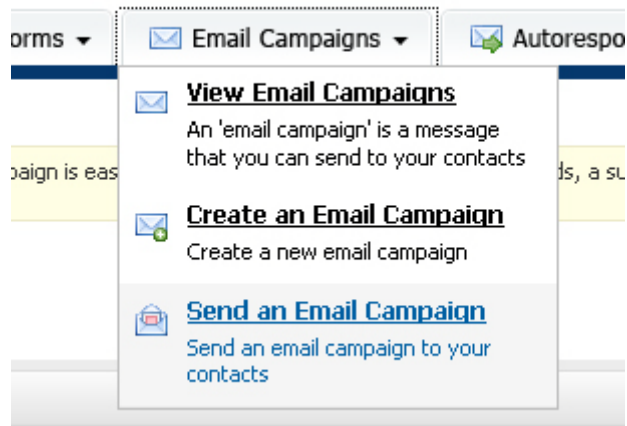 orms Email Campaigns Autorespo
View Email Campaigns
An 'email campaign' is a message
that you can send to your contacts
paign is eas ds, a su
Create an Email Campaign
Create a new email campaign
Send an Email Campaign
Send an email campaign to your
contacts